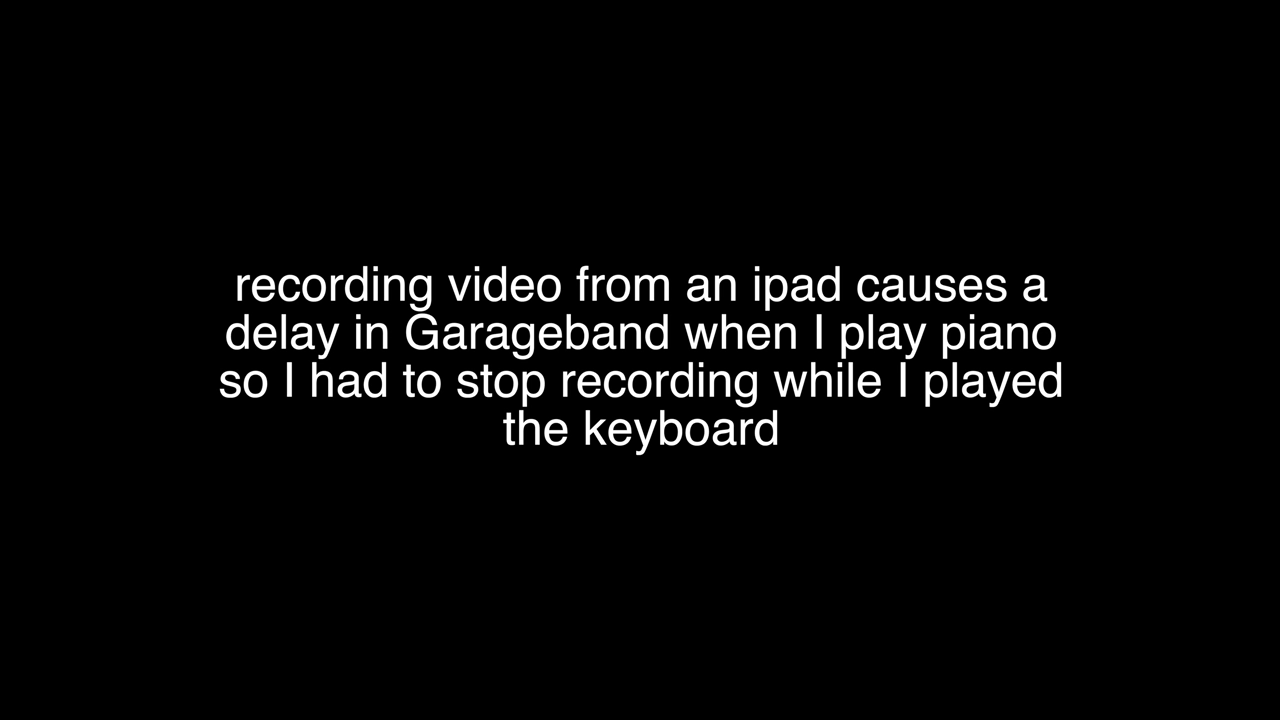 recording video from an ipad causes a
delay in Garageband when I play piano
so I had to stop recording while I played
the keyboard